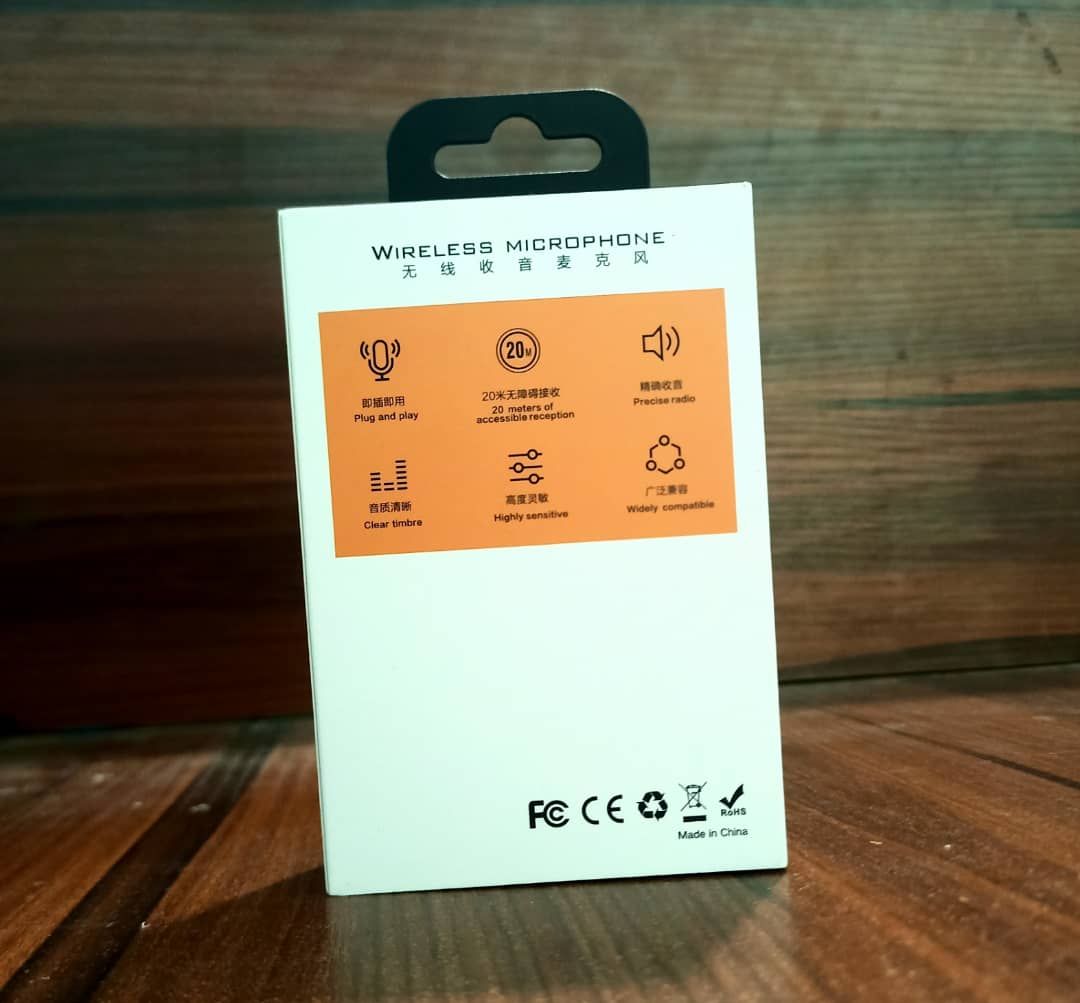 WIRELESS MICROPHONE
无线收音麦克风
20M
即插即用
Plug and play
20米无障碍接收
20 meters of
accessible reception
精确收音
Precise radio
音质清晰
Clear timbre
高度灵敏
Highly sensitive
广泛兼容
Widely compatible
FC CE RoHS
Made in China